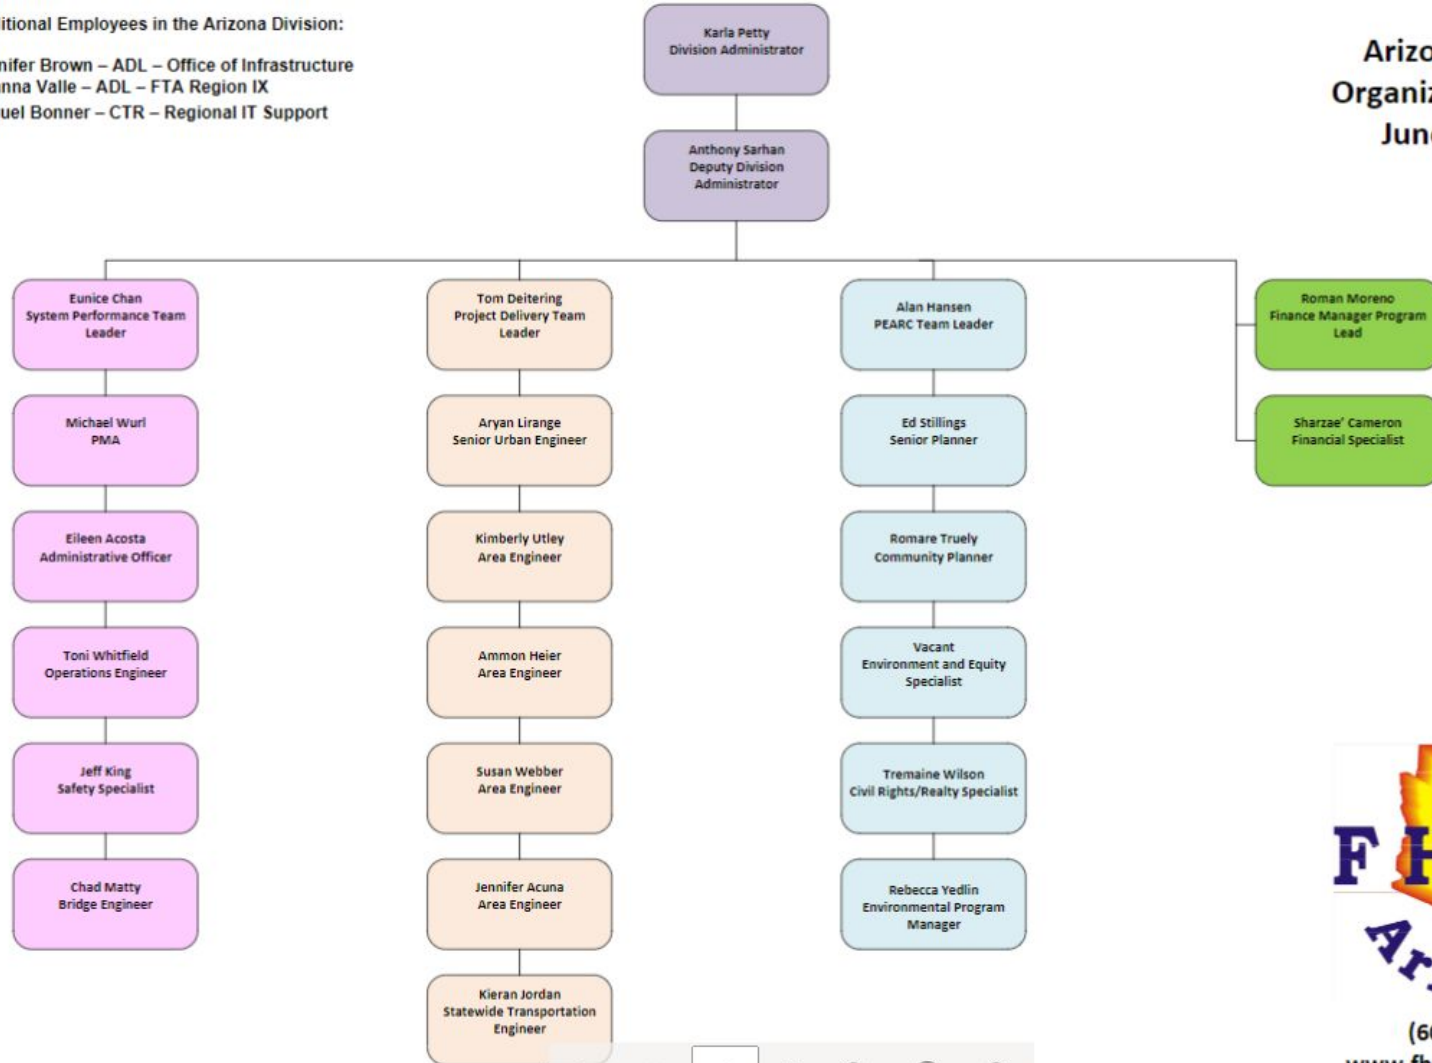 itional Employees in the Arizona Division:
nifer Brown – ADL – Office of Infrastructure
nna Valle – ADL – FTA Region IX
uel Bonner – CTR – Regional IT Support
Karla Petty
Division Administrator
Arizo
Organiz
Jun
Anthony Sarhan
Deputy Division
Administrator
Eunice Chan
System Performance Team
Leader
Michael Wurl
PMA
Eileen Acosta
Administrative Officer
Toni Whitfield
Operations Engineer
Jeff King
Safety Specialist
Chad Matty
Bridge Engineer
Tom Deitering
Project Delivery Team
Leader
Aryan Lirange
Senior Urban Engineer
Kimberly Utley
Area Engineer
Ammon Heier
Area Engineer
Susan Webber
Area Engineer
Jennifer Acuna
Area Engineer
Kieran Jordan
Statewide Transportation
Engineer
Alan Hansen
PEARC Team Leader
Ed Stillings
Senior Planner
Romare Truely
Community Planner
Vacant
Environment and Equity
Specialist
Tremaine Wilson
Civil Rights/Realty Specialist
Rebecca Yedlin
Environmental Program
Manager
Roman Moreno
Finance Manager Program
Lead
Sharzae' Cameron
Financial Specialist
F H
Ar
(6